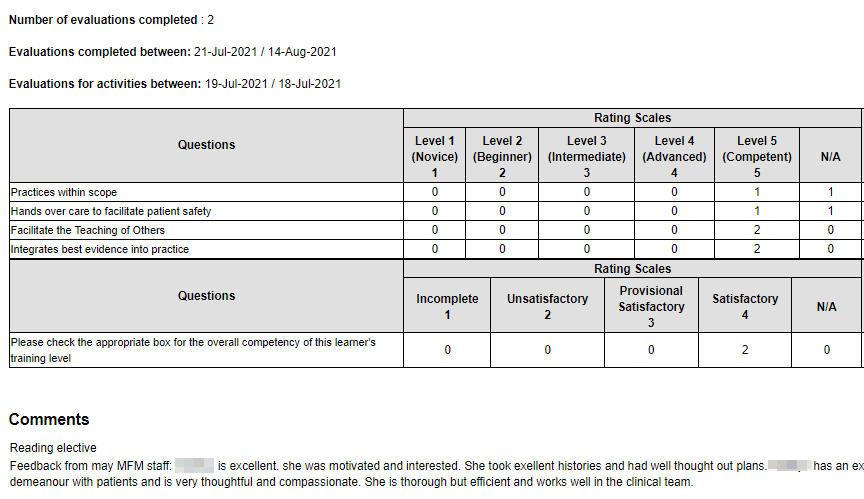 Number of evaluations completed : 2
Evaluations completed between: 21-Jul-2021 / 14-Aug-2021
Evaluations for activities between: 19-Jul-2021 / 18-Jul-2021
Questions
Rating Scales
Level 1 (Novice) 1
Level 2 (Beginner) 2
Level 3 (Intermediate) 3
Level 4 (Advanced) 4
Level 5 (Competent) 5
N/A
Practices within scope 0 0 0 0 1 1
Hands over care to facilitate patient safety 0 0 0 0 1 1
Facilitate the Teaching of Others 0 0 0 0 2 0
Integrates best evidence into practice 0 0 0 0 2 0
Questions
Rating Scales
Incomplete 1
Unsatisfactory 2
Provisional Satisfactory 3
Satisfactory 4
N/A
Please check the appropriate box for the overall competency of this learner's
training level
0 0 0 2 0
Comments
Reading elective
Feedback from may MFM staff: is excellent. she was motivated and interested. She took exellent histories and had well thought out plans. has an ex
demeanour with patients and is very thoughtful and compassionate. She is thorough but efficient and works well in the clinical team.